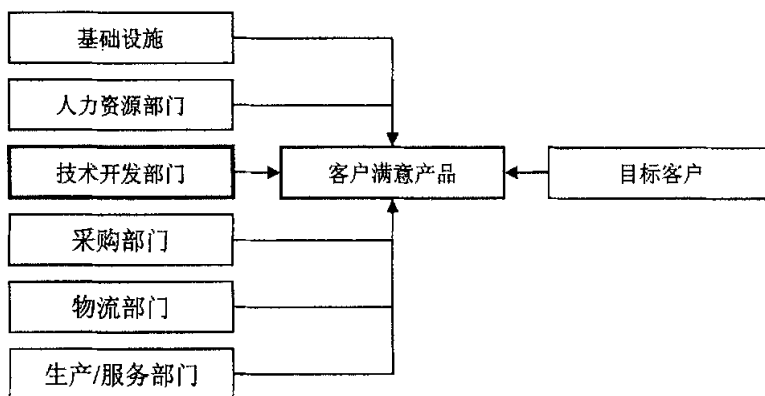 基础设施
人力资源部门
技术开发部门
客户满意产品
目标客户
采购部门
物流部门
生产/服务部门